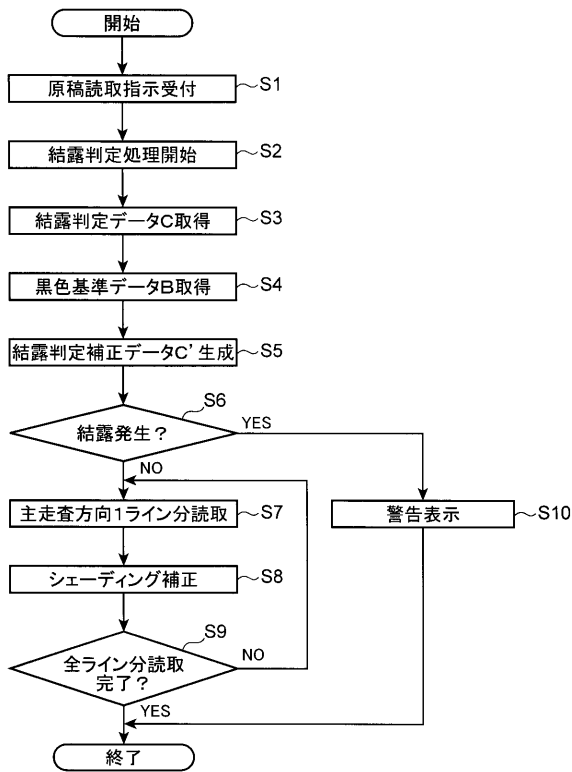 開始
原稿読取指示受付
S1
結露判定処理開始
S2
結露判定データC取得
S3
黒色基準データB取得
S4
結露判定補正データC'生成
S5
S6
結露発生?
YES
NO
主走査方向1ライン分読取
S7
警告表示
S10
シェーディング補正
S8
S9
全ライン分読取
完了?
NO
YES
終了